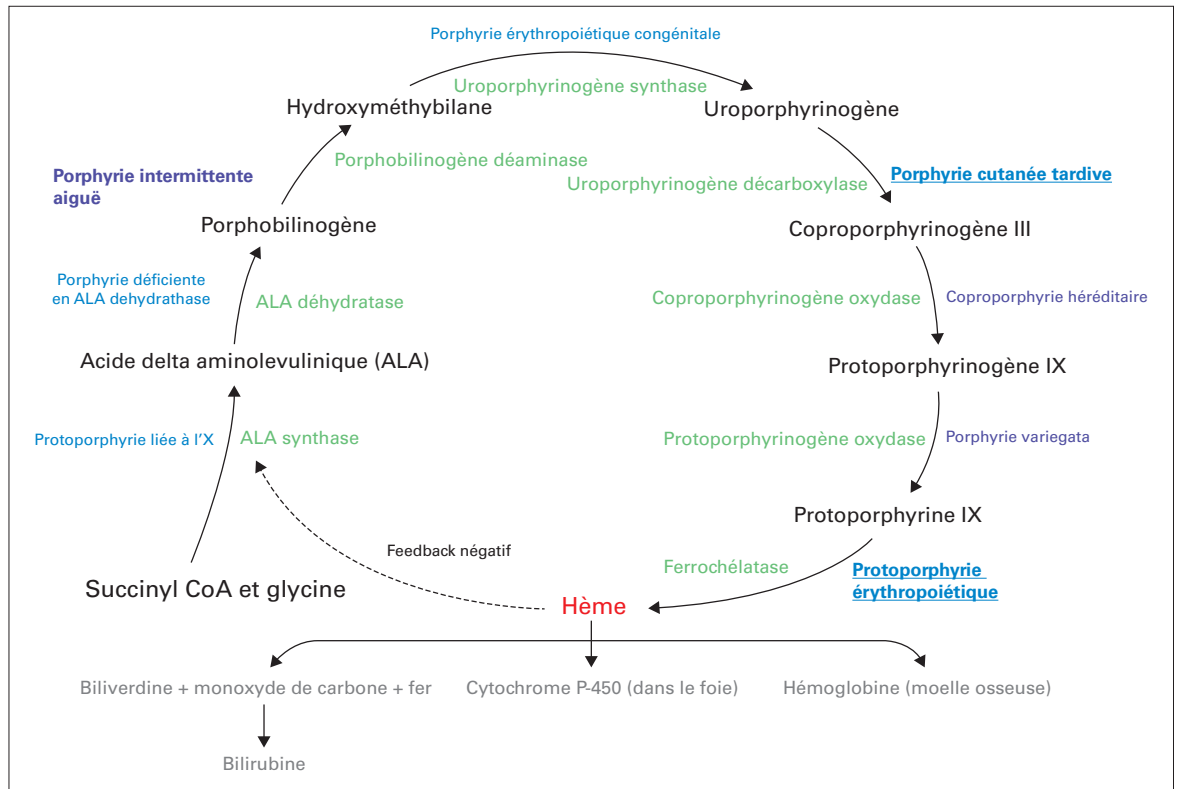 Porphyrie érythropoiétique congénitale
Uroporphyrinogène synthase
Hydroxyméthybilane
Uroporphyrinogène
Porphobilinogène déaminase
Porphyrie intermittente
aiguë
Uroporphyrinogène décarboxylase
Porphyrie cutanée tardive
Porphobilinogène
Coproporphyrinogène III
Porphyrie déficiente
en ALA dehydrathase
ALA déhydratase
Coproporphyrinogène oxydase
Coproporphyrie héréditaire
Acide delta aminolevulinique (ALA)
Protoporphyrinogène IX
Protoporphyrie liée à l’X
ALA synthase
Protoporphyrinogène oxydase
Porphyrie variegata
Protoporphyrine IX
Feedback négatif
Ferrochélatase
Protoporphyrie
érythropoiétique
Succinyl CoA et glycine
Hème
Biliverdine + monoxyde de carbone + fer
Cytochrome P-450 (dans le foie)
Hémoglobine (moelle osseuse)
Bilirubine